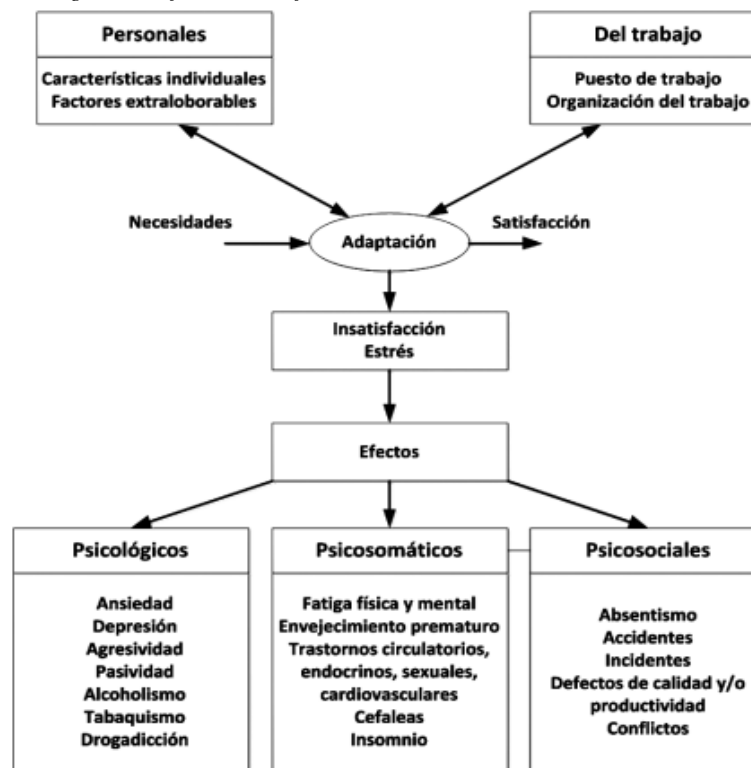 Personales
Características individuales
Factores extraloborables
Del trabajo
Puesto de trabajo
Organización del trabajo
Necesidades
Adaptación
Satisfacción
Insatisfacción
Estrés
Efectos
Psicológicos
Ansiedad
Depresión
Agresividad
Pasividad
Alcoholismo
Tabaquismo
Drogadicción
Psicosomáticos
Fatiga física y mental
Envejecimiento prematuro
Trastornos circulatorios,
endocrinos, sexuales,
cardiovasculares
Cefaleas
Insomnio
Psicosociales
Absentismo
Accidentes
Incidentes
Defectos de calidad y/o
productividad
Conflictos